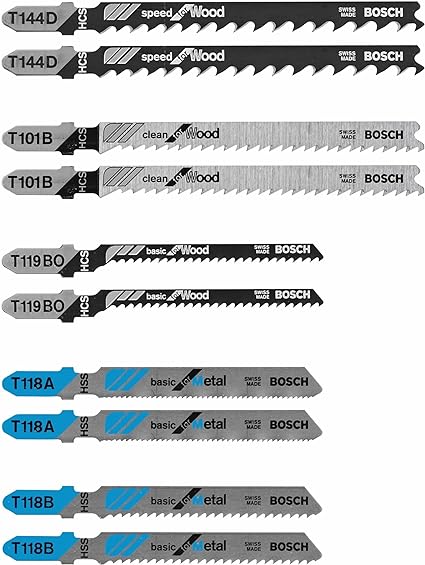 T144D HCS speed for Wood SWISS MADE BOSCH
T144D HCS speed for Wood SWISS MADE BOSCH
T101B HCS clean for Wood SWISS MADE BOSCH
T101B HCS clean for Wood SWISS MADE BOSCH
T119BO HCS basic for Wood SWISS MADE BOSCH
T119BO HCS basic for Wood SWISS MADE BOSCH
T118A HSS basic for Metal SWISS MADE BOSCH
T118A HSS basic for Metal SWISS MADE BOSCH
T118B HSS basic for Metal SWISS MADE BOSCH
T118B HSS basic for Metal SWISS MADE BOSCH